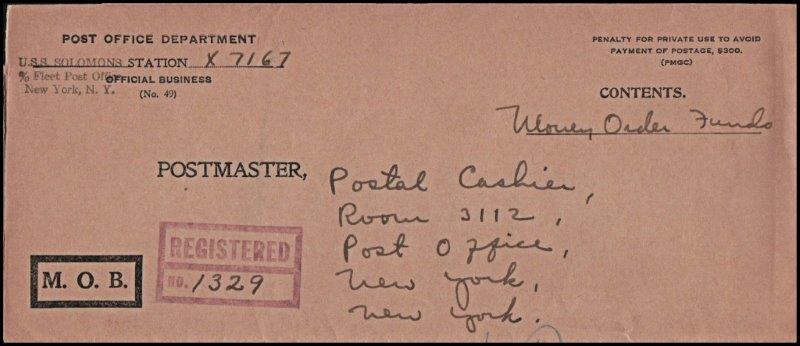 POST OFFICE DEPARTMENT
U.S.S. SOLOMONS STATION X 7167
% Fleet Post Office OFFICIAL BUSINESS
New York, N. Y. (No. 49)
PENALTY FOR PRIVATE USE TO AVOID
PAYMENT OF POSTAGE, $300.
(PMGC)
CONTENTS.
Money Order Funds
POSTMASTER,
Postal Cashier,
Room 3112,
Post Office,
New York,
New York.
REGISTERED
NO. 1329
M. O. B.